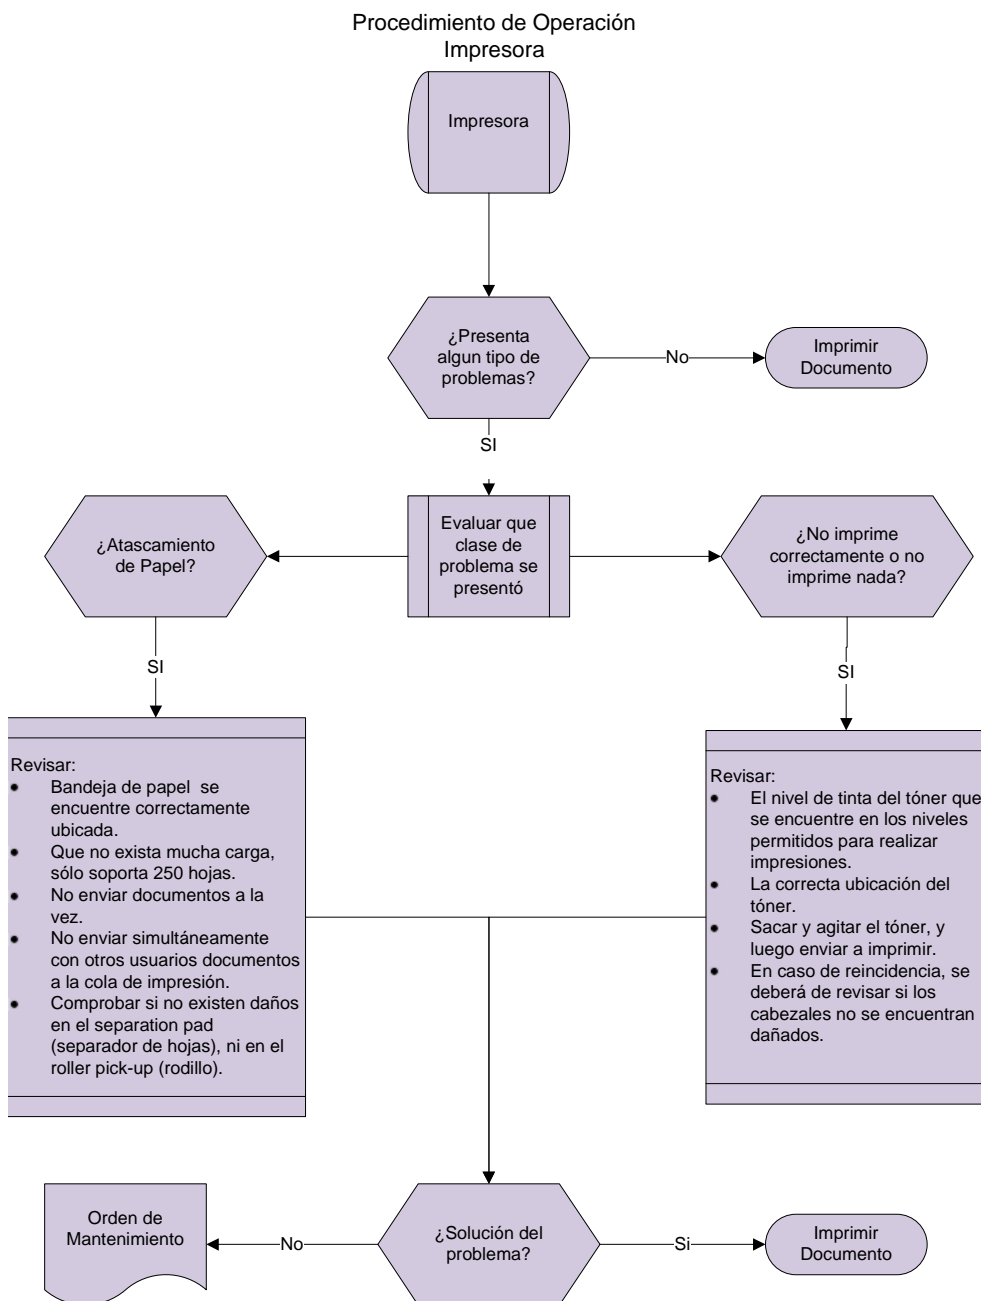 Procedimiento de Operación
Impresora
Impresora
¿Presenta
algun tipo de
problemas?
No
Imprimir
Documento
SI
¿Atascamiento
de Papel?
Evaluar que
clase de
problema se
presentó
¿No imprime
correctamente o no
imprime nada?
SI
SI
Revisar:
• Bandeja de papel se
encuentre correctamente
ubicada.
• Que no exista mucha carga,
sólo soporta 250 hojas.
• No enviar documentos a la
vez.
• No enviar simultáneamente
con otros usuarios documentos
a la cola de impresión.
• Comprobar si no existen daños
en el separation pad
(separador de hojas), ni en el
roller pick-up (rodillo).
Revisar:
• El nivel de tinta del tóner que
se encuentre en los niveles
permitidos para realizar
impresiones.
• La correcta ubicación del
tóner.
• Sacar y agitar el tóner, y
luego enviar a imprimir.
• En caso de reincidencia, se
deberá de revisar si los
cabezales no se encuentran
dañados.
Orden de
Mantenimiento
No
¿Solución del
problema?
Si
Imprimir
Documento